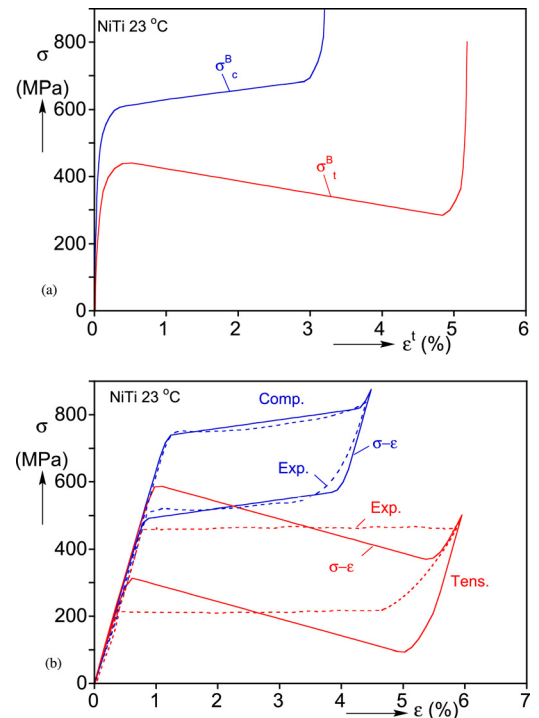 NiTi 23 °C
σ
(MPa)
800
600
400
200
0
σ^B_c
σ^B_t
(a)
0 1 2 3 4 5 6
ε^t (%)
NiTi 23 °C
σ
(MPa)
800
600
400
200
0
Comp.
σ–ε
Exp.
Exp.
σ–ε
Tens.
(b)
0 1 2 3 4 5 6 7
ε (%)